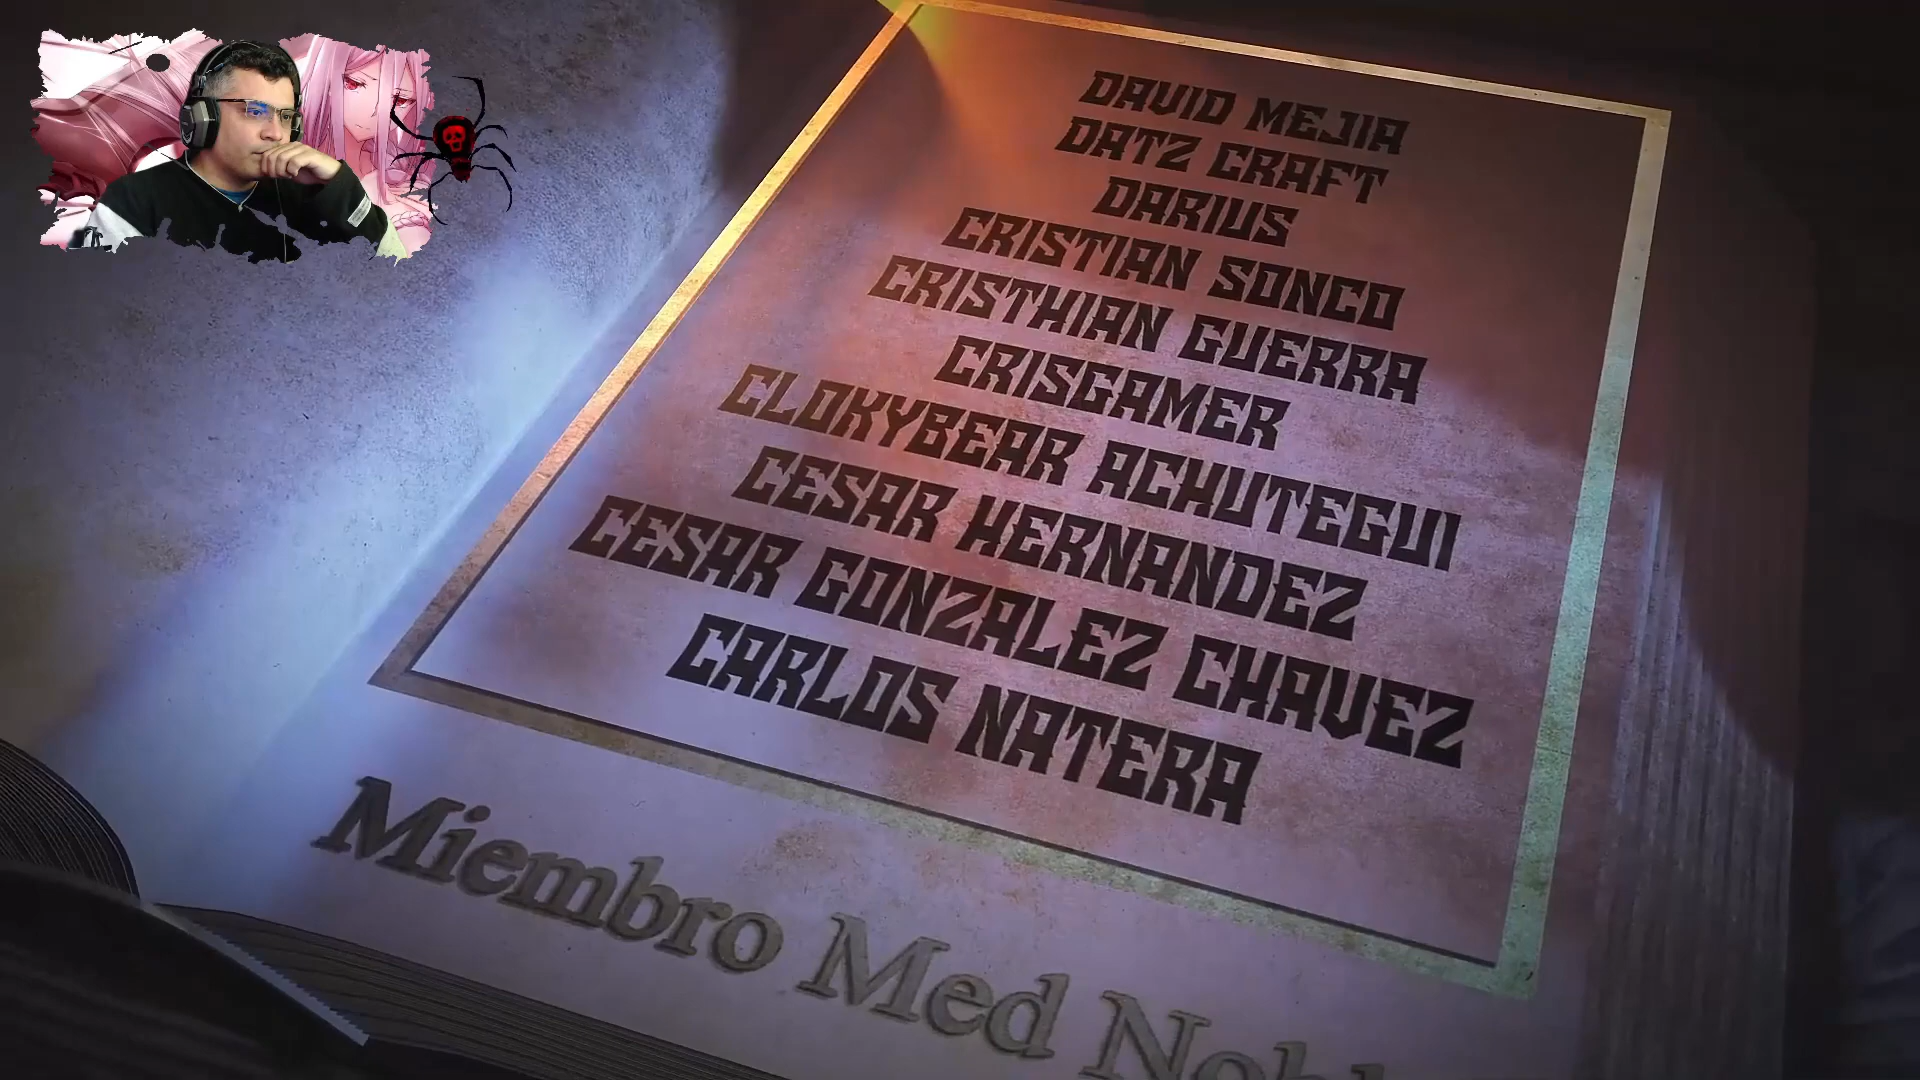 DAVID MEJIA
DATZ CRAFT
DARIUS
CRISTIAN SONCO
CRISTHIAN GUERRA
CRISGAMER
CLOKYBEAR ACHUTEGUI
CESAR HERNANDEZ
CESAR GONZALEZ CHAVEZ
CARLOS NATERA
Miembro Med